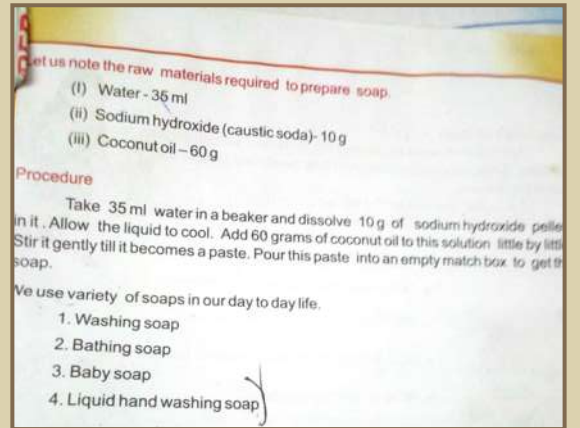 Let us note the raw materials required to prepare soap.
(I) Water - 35 ml
(ii) Sodium hydroxide (caustic soda)- 10 g
(iii) Coconut oil – 60 g
Procedure
Take 35 ml water in a beaker and dissolve 10 g of sodium hydroxide pelle
in it . Allow the liquid to cool. Add 60 grams of coconut oil to this solution little by littl
Stir it gently till it becomes a paste. Pour this paste into an empty match box to get th
soap.
We use variety of soaps in our day to day life.
1. Washing soap
2. Bathing soap
3. Baby soap
4. Liquid hand washing soap